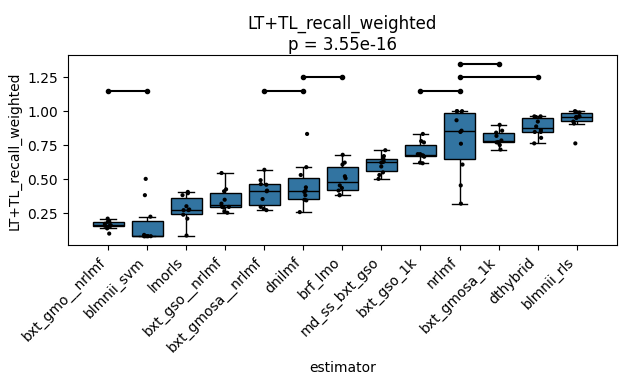 LT+TL_recall_weighted
p = 3.55e-16
LT+TL_recall_weighted
1.25
1.00
0.75
0.50
0.25
bxt_gmo__nrlmf
blmnii_svm
lmorls
bxt_gso__nrlmf
bxt_gmosa__nrlmf
dnilmf
brf_lmo
md_ss_bxt_gso
bxt_gso_1k
nrlmf
bxt_gmosa_1k
dthybrid
blmnii_rls
estimator